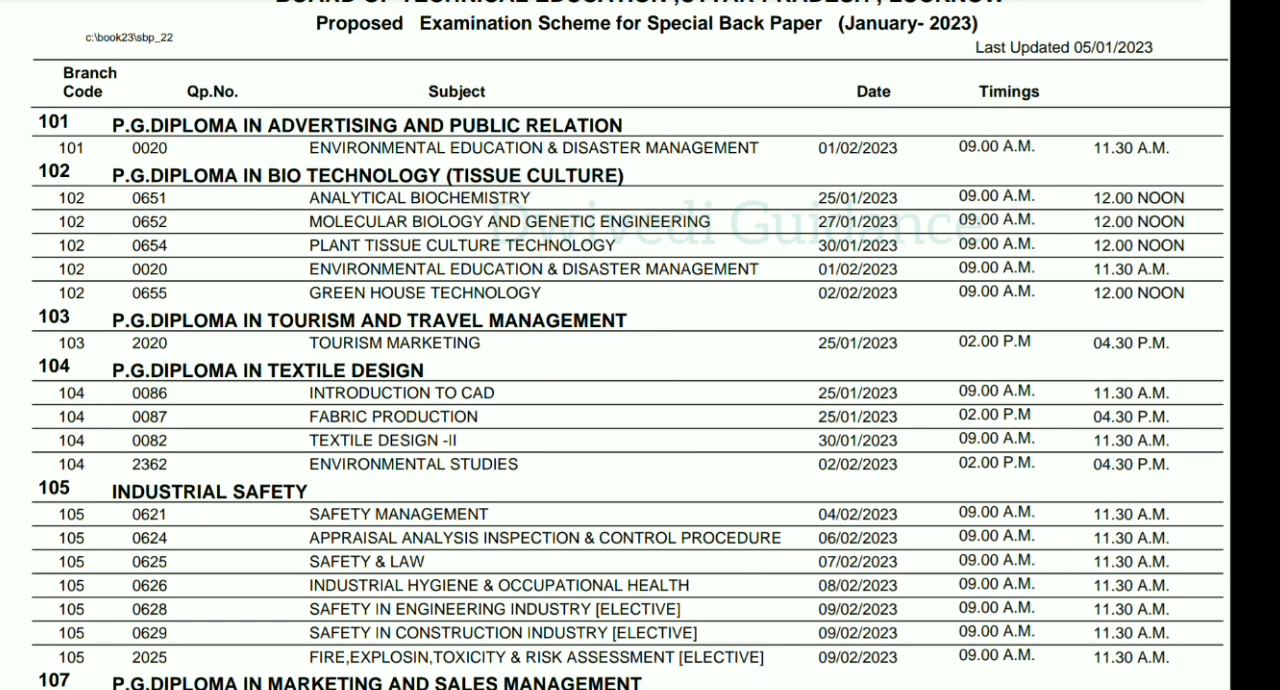 BOARD OF TECHNICAL EDUCATION ,UTTAR PRADESH , LUCKNOW
Proposed Examination Scheme for Special Back Paper (January- 2023)
c:\book23\sbp_22
Last Updated 05/01/2023
Branch Code Qp.No. Subject Date Timings
101 P.G.DIPLOMA IN ADVERTISING AND PUBLIC RELATION
101 0020 ENVIRONMENTAL EDUCATION & DISASTER MANAGEMENT 01/02/2023 09.00 A.M. 11.30 A.M.
102 P.G.DIPLOMA IN BIO TECHNOLOGY (TISSUE CULTURE)
102 0651 ANALYTICAL BIOCHEMISTRY 25/01/2023 09.00 A.M. 12.00 NOON
102 0652 MOLECULAR BIOLOGY AND GENETIC ENGINEERING 27/01/2023 09.00 A.M. 12.00 NOON
Dwivedi Guidance
102 0654 PLANT TISSUE CULTURE TECHNOLOGY 30/01/2023 09.00 A.M. 12.00 NOON
102 0020 ENVIRONMENTAL EDUCATION & DISASTER MANAGEMENT 01/02/2023 09.00 A.M. 11.30 A.M.
102 0655 GREEN HOUSE TECHNOLOGY 02/02/2023 09.00 A.M. 12.00 NOON
103 P.G.DIPLOMA IN TOURISM AND TRAVEL MANAGEMENT
103 2020 TOURISM MARKETING 25/01/2023 02.00 P.M 04.30 P.M.
104 P.G.DIPLOMA IN TEXTILE DESIGN
104 0086 INTRODUCTION TO CAD 25/01/2023 09.00 A.M. 11.30 A.M.
104 0087 FABRIC PRODUCTION 25/01/2023 02.00 P.M 04.30 P.M.
104 0082 TEXTILE DESIGN -II 30/01/2023 09.00 A.M. 11.30 A.M.
104 2362 ENVIRONMENTAL STUDIES 02/02/2023 02.00 P.M. 04.30 P.M.
105 INDUSTRIAL SAFETY
105 0621 SAFETY MANAGEMENT 04/02/2023 09.00 A.M. 11.30 A.M.
105 0624 APPRAISAL ANALYSIS INSPECTION & CONTROL PROCEDURE 06/02/2023 09.00 A.M. 11.30 A.M.
105 0625 SAFETY & LAW 07/02/2023 09.00 A.M. 11.30 A.M.
105 0626 INDUSTRIAL HYGIENE & OCCUPATIONAL HEALTH 08/02/2023 09.00 A.M. 11.30 A.M.
105 0628 SAFETY IN ENGINEERING INDUSTRY [ELECTIVE] 09/02/2023 09.00 A.M. 11.30 A.M.
105 0629 SAFETY IN CONSTRUCTION INDUSTRY [ELECTIVE] 09/02/2023 09.00 A.M. 11.30 A.M.
105 2025 FIRE,EXPLOSIN,TOXICITY & RISK ASSESSMENT [ELECTIVE] 09/02/2023 09.00 A.M. 11.30 A.M.
107 P.G.DIPLOMA IN MARKETING AND SALES MANAGEMENT